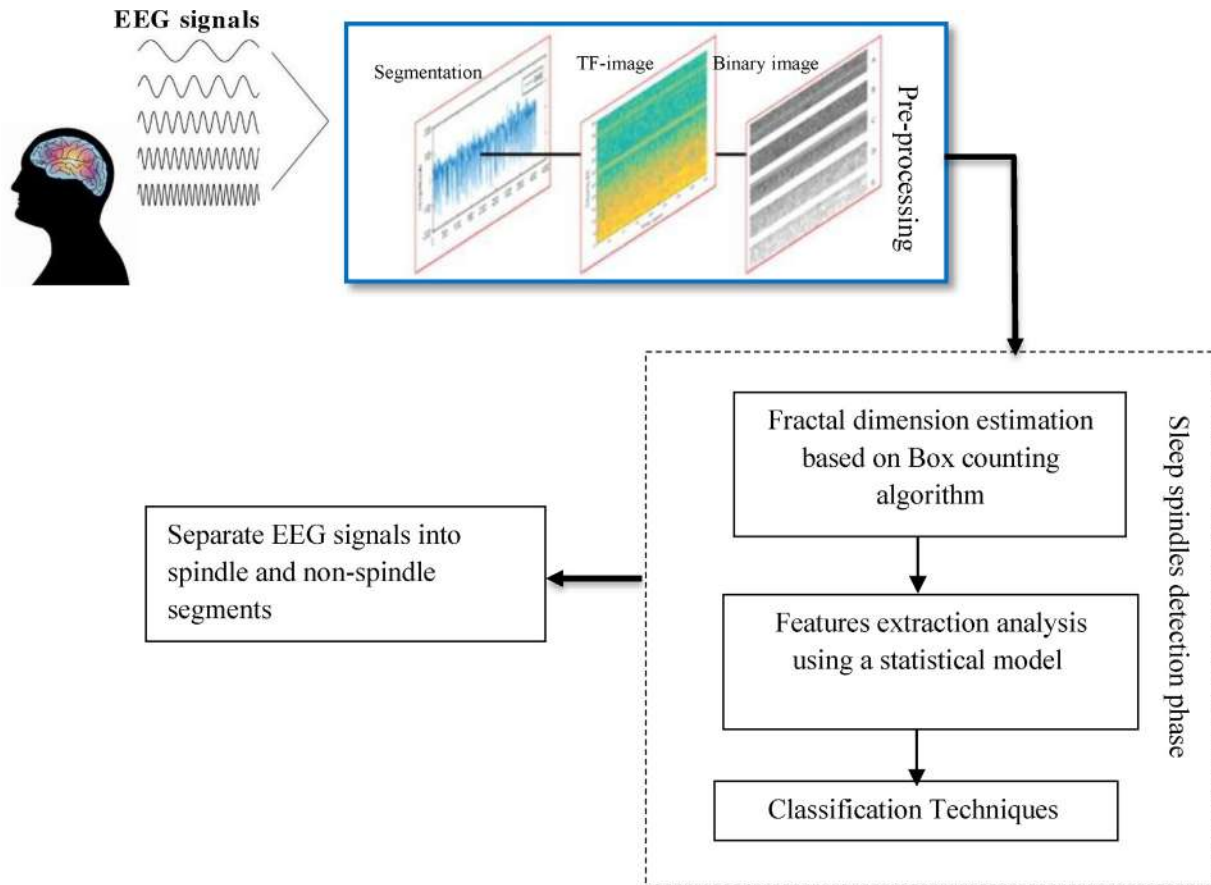 EEG signals
Segmentation
TF-image
Binary image
Pre-processing
Fractal dimension estimation
based on Box counting
algorithm
Features extraction analysis
using a statistical model
Classification Techniques
Sleep spindles detection phase
Separate EEG signals into
spindle and non-spindle
segments